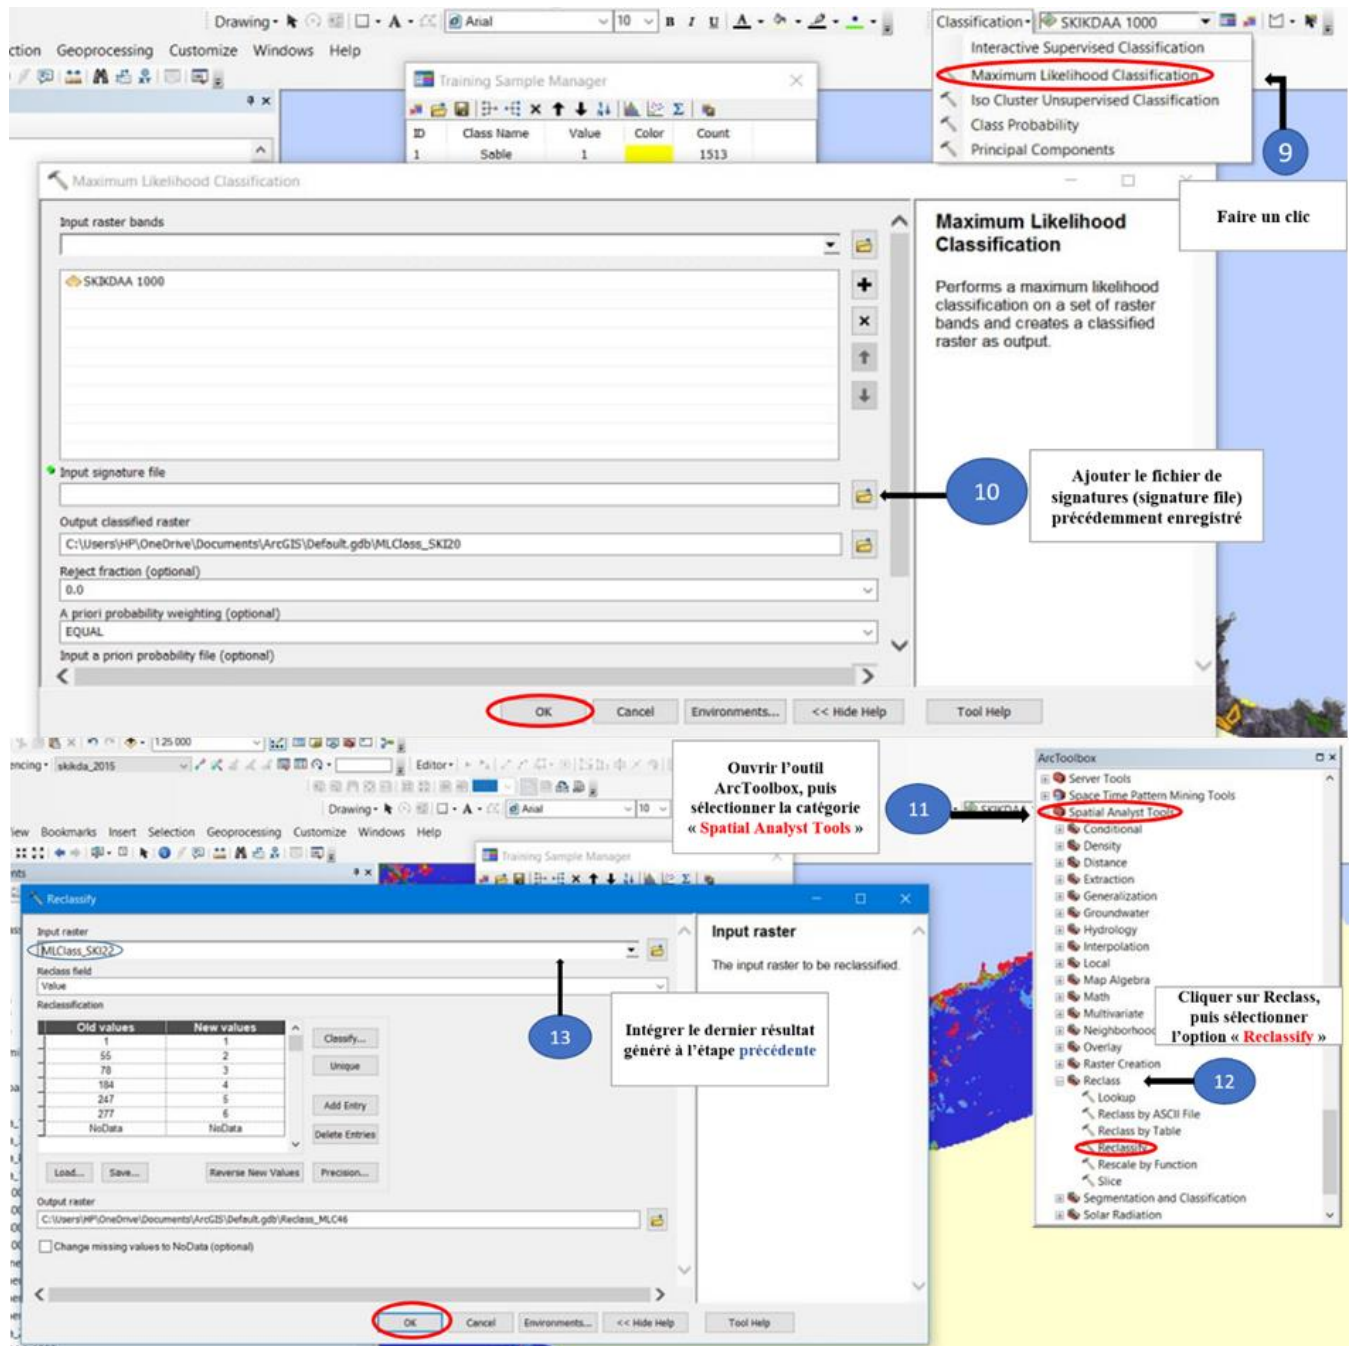 Drawing
Arial
10
B I U A
Classification
SKIKDAA 1000
ction Geoprocessing Customize Windows Help
Interactive Supervised Classification
Maximum Likelihood Classification
Iso Cluster Unsupervised Classification
Class Probability
Principal Components
9
Faire un clic
Training Sample Manager
ID Class Name Value Color Count
1 Sable 1 1513
Maximum Likelihood Classification
Input raster bands
SKIKDAA 1000
Input signature file
Output classified raster
C:\Users\HP\OneDrive\Documents\ArcGIS\Default.gdb\MLClass_SKI20
Reject fraction (optional)
0.0
A priori probability weighting (optional)
EQUAL
Input a priori probability file (optional)
OK Cancel Environments... << Hide Help Tool Help
Maximum Likelihood
Classification
Performs a maximum likelihood
classification on a set of raster
bands and creates a classified
raster as output.
10
Ajouter le fichier de
signatures (signature file)
précédemment enregistré
1:25 000
encing skikda_2015
Editor
Drawing
Arial
10
iew Bookmarks Insert Selection Geoprocessing Customize Windows Help
Training Sample Manager
Ouvrir l’outil
ArcToolbox, puis
sélectionner la catégorie
« Spatial Analyst Tools »
11
ArcToolbox
Server Tools
Space Time Pattern Mining Tools
Spatial Analyst Tools
Conditional
Density
Distance
Extraction
Generalization
Groundwater
Hydrology
Interpolation
Local
Map Algebra
Math
Multivariate
Neighborhood
Overlay
Raster Creation
Reclass
Lookup
Reclass by ASCII File
Reclass by Table
Reclassify
Rescale by Function
Slice
Segmentation and Classification
Solar Radiation
Cliquer sur Reclass,
puis sélectionner
l’option « Reclassify »
12
Reclassify
Input raster
MLClass_SKI22
Reclass field
Value
Reclassification
Old values New values
1 1
55 2
78 3
184 4
247 5
277 6
NoData NoData
Classify...
Unique
Add Entry
Delete Entries
Load... Save... Reverse New Values Precision...
Output raster
C:\Users\HP\OneDrive\Documents\ArcGIS\Default.gdb\Reclass_MLC46
Change missing values to NoData (optional)
OK Cancel Environments... << Hide Help Tool Help
Input raster
The input raster to be reclassified.
13
Intégrer le dernier résultat
généré à l’étape précédente